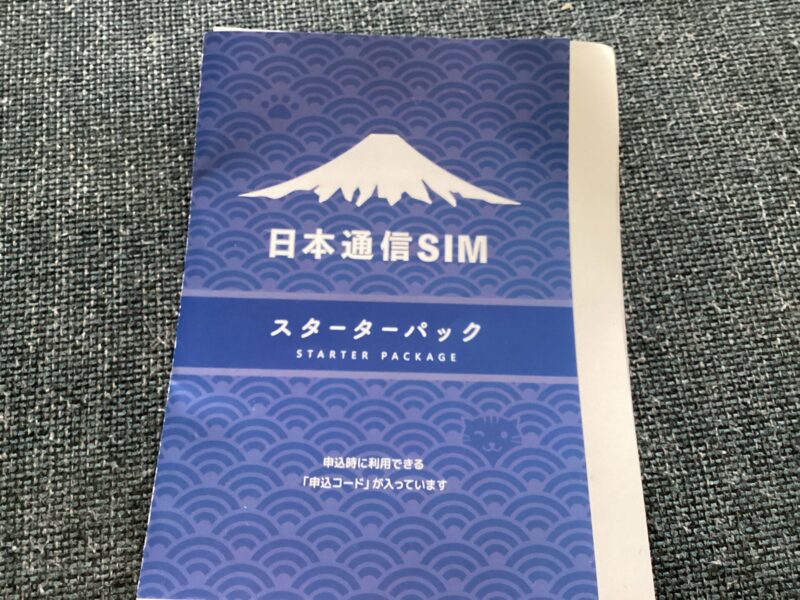 日本通信SIM
スターターパック
STARTER PACKAGE
申込時に利用できる
「申込コード」が入っています